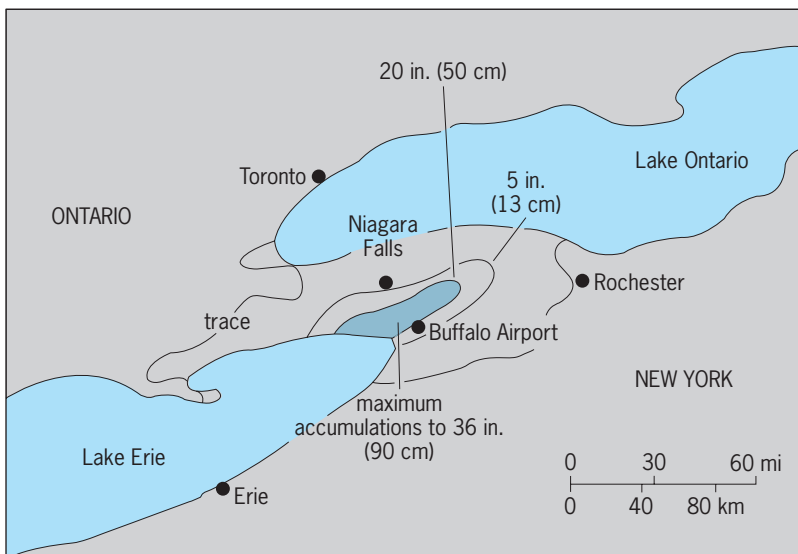 20 in. (50 cm)
Toronto
Lake Ontario
5 in.
(13 cm)
ONTARIO
Niagara
Falls
Rochester
trace
Buffalo Airport
NEW YORK
maximum
accumulations to 36 in.
(90 cm)
Lake Erie
Erie
0 30 60 mi
0 40 80 km